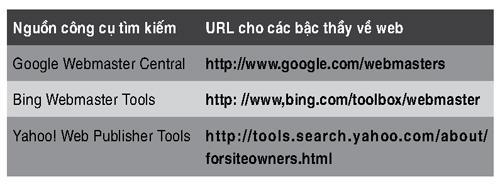 Nguồn công cụ tìm kiếm URL cho các bậc thầy về web
Google Webmaster Central http://www.google.com/webmasters
Bing Webmaster Tools http: //www,bing.com/toolbox/webmaster
Yahoo! Web Publisher Tools http://tools.search.yahoo.com/about/
forsiteowners.html